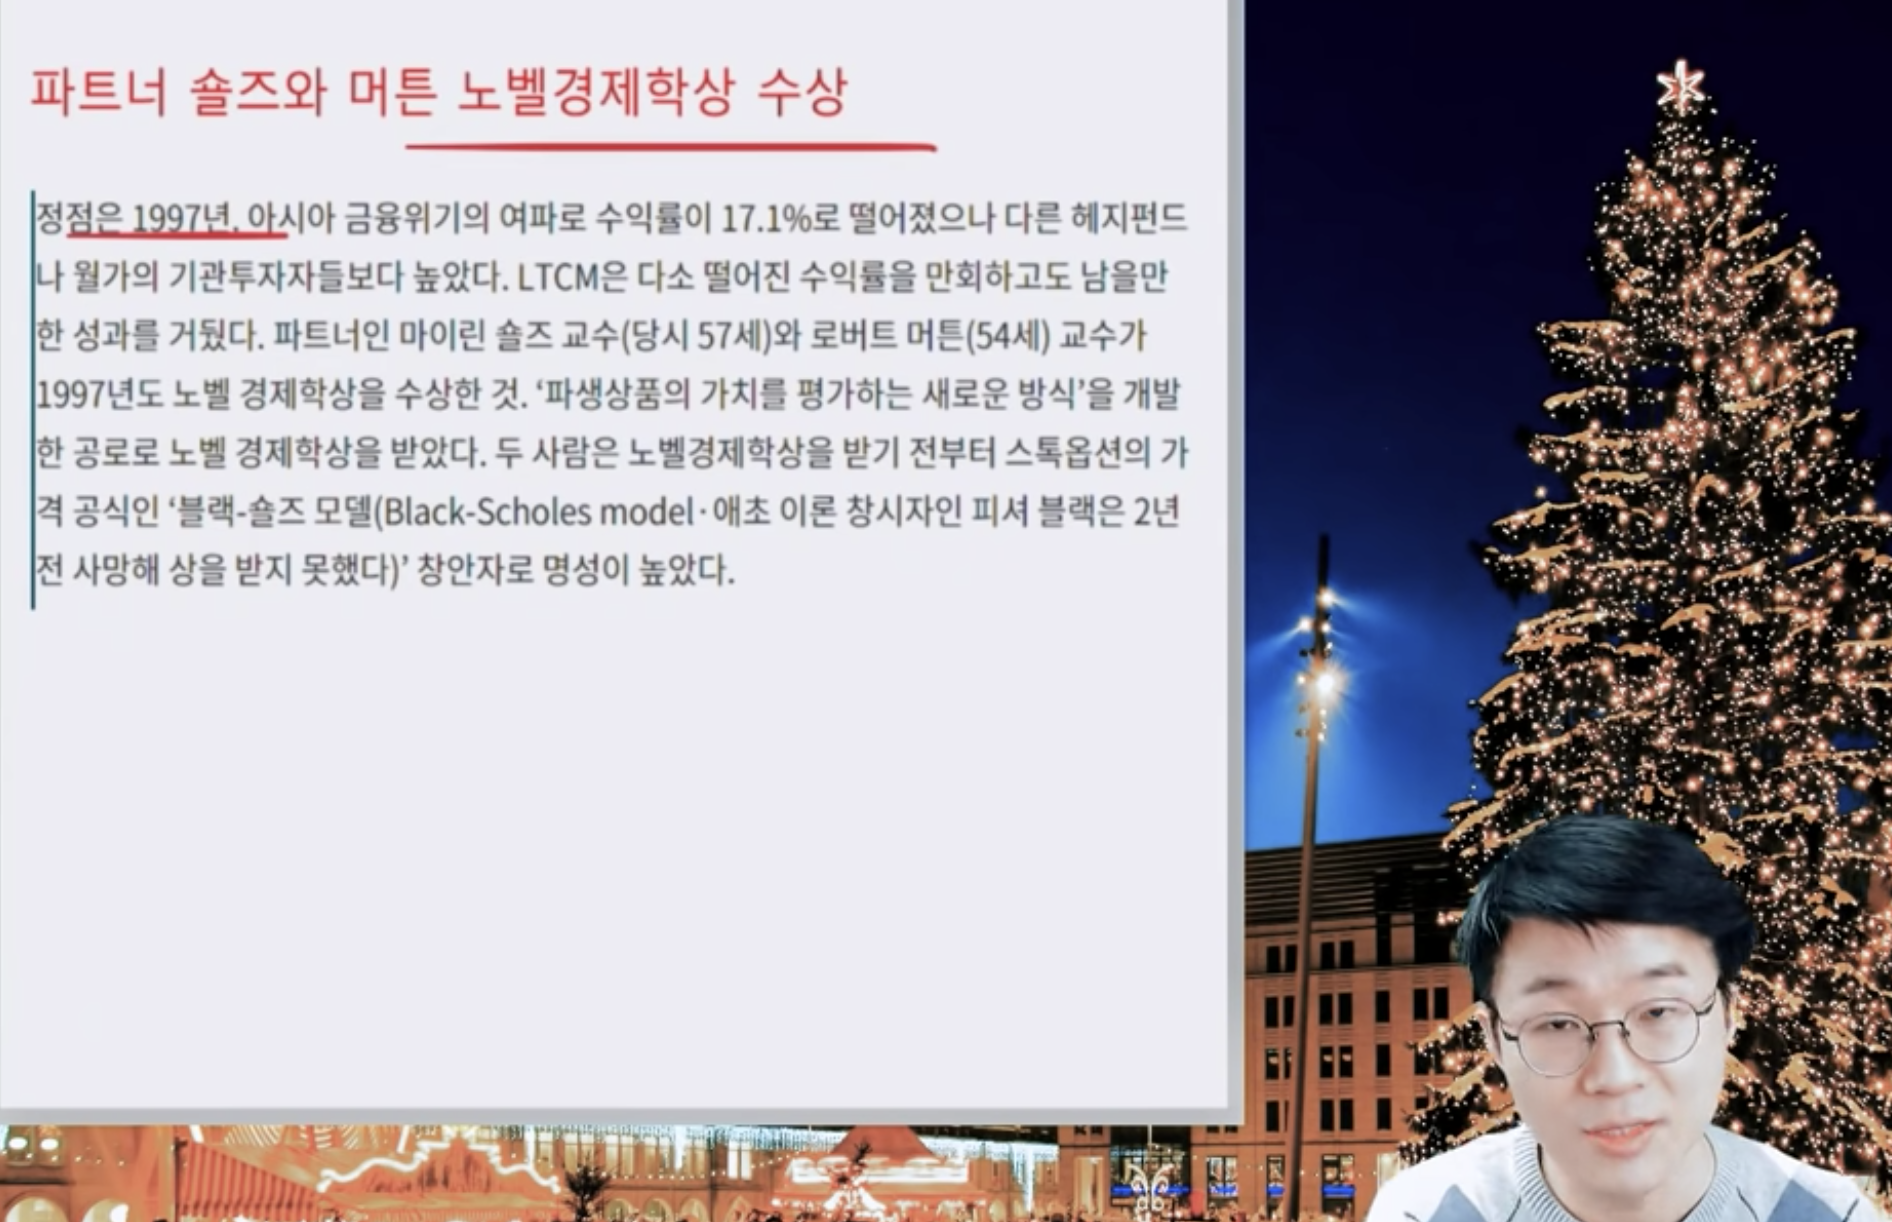 파트너 숄즈와 머튼 노벨경제학상 수상
정점은 1997년. 아시아 금융위기의 여파로 수익률이 17.1%로 떨어졌으나 다른 헤지펀드
나 월가의 기관투자자들보다 높았다. LTCM은 다소 떨어진 수익률을 만회하고도 남을만
한 성과를 거뒀다. 파트너인 마이린 숄즈 교수(당시 57세)와 로버트 머튼(54세) 교수가
1997년도 노벨 경제학상을 수상한 것. ‘파생상품의 가치를 평가하는 새로운 방식’을 개발
한 공로로 노벨 경제학상을 받았다. 두 사람은 노벨경제학상을 받기 전부터 스톡옵션의 가
격 공식인 ‘블랙-숄즈 모델(Black-Scholes model·애초 이론 창시자인 피셔 블랙은 2년
전 사망해 상을 받지 못했다)’ 창안자로 명성이 높았다.